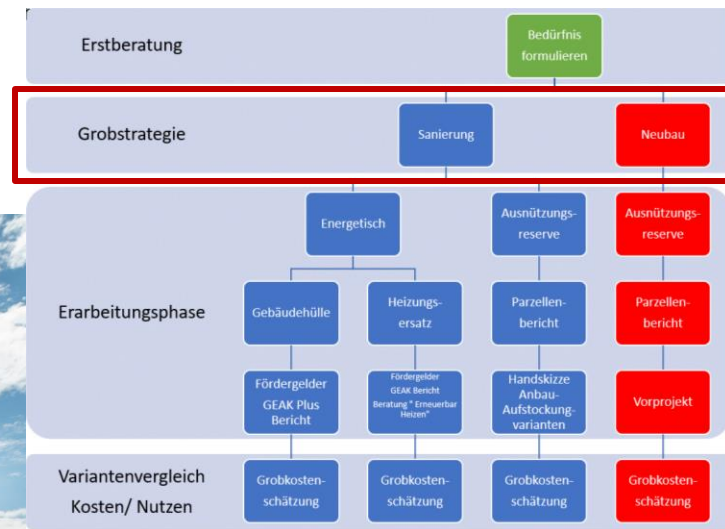 Erstberatung
Bedürfnis
formulieren
Grobstrategie
Sanierung
Neubau
Erarbeitungsphase
Energetisch
Ausnützungs-
reserve
Ausnützungs-
reserve
Gebäudehülle
Heizungs-
ersatz
Parzellen-
bericht
Parzellen-
bericht
Fördergelder
GEAK Plus
Bericht
Fördergelder
GEAK Bericht
Beratung " Erneuerbar
Heizen"
Handskizze
Anbau-
Aufstockung-
varianten
Vorprojekt
Variantenvergleich
Kosten/ Nutzen
Grobkosten-
schätzung
Grobkosten-
schätzung
Grobkosten-
schätzung
Grobkosten-
schätzung